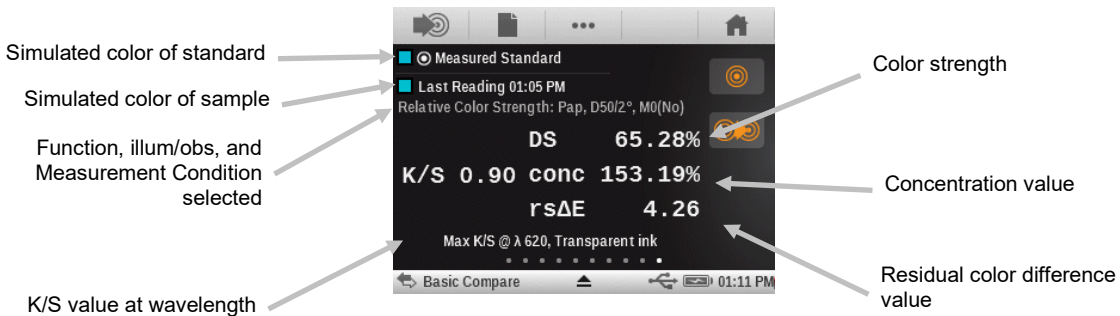 Simulated color of standard
Simulated color of sample
Function, illum/obs, and
Measurement Condition
selected
K/S value at wavelength
Measured Standard
Last Reading 01:05 PM
Relative Color Strength: Pap, D50/2°, M0(No)
DS 65.28%
K/S 0.90 conc 153.19%
rsΔE 4.26
Max K/S @ λ 620, Transparent ink
Basic Compare 01:11 PM
Color strength
Concentration value
Residual color difference
value